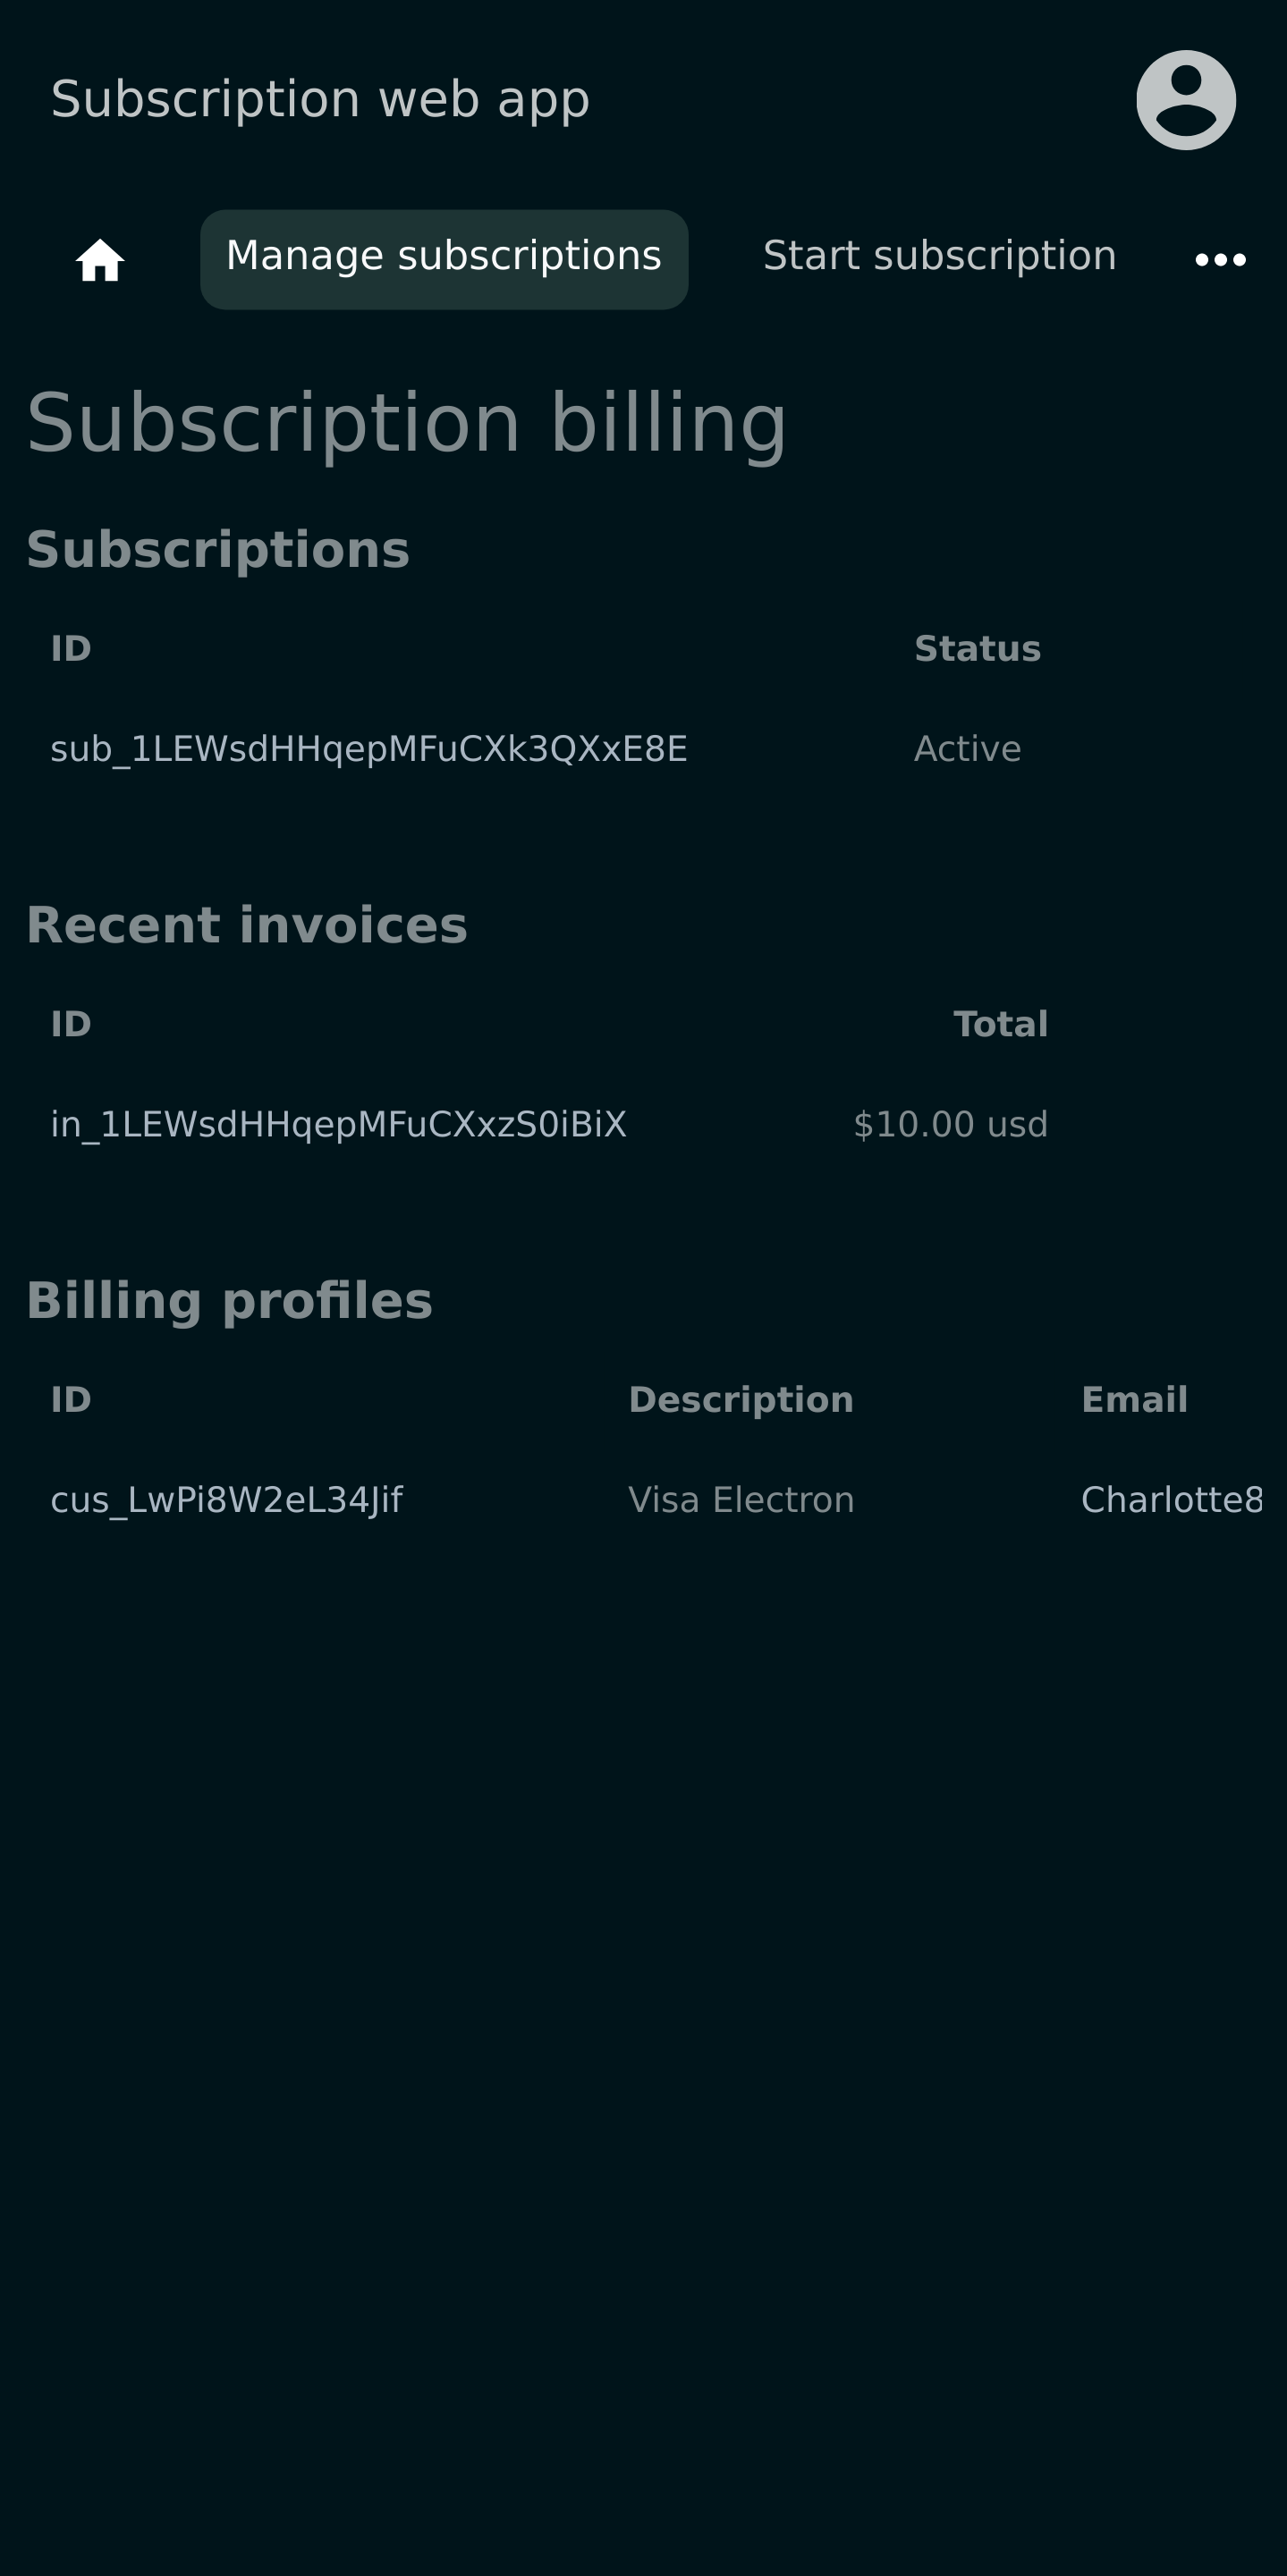 Subscription web app
Manage subscriptions Start subscription
Subscription billing
Subscriptions
ID Status
sub_1LEWsdHHqepMFuCXk3QXxE8E Active
Recent invoices
ID Total
in_1LEWsdHHqepMFuCXxzS0iBiX $10.00 usd
Billing profiles
ID Description Email
cus_LwPi8W2eL34Jif Visa Electron Charlotte8